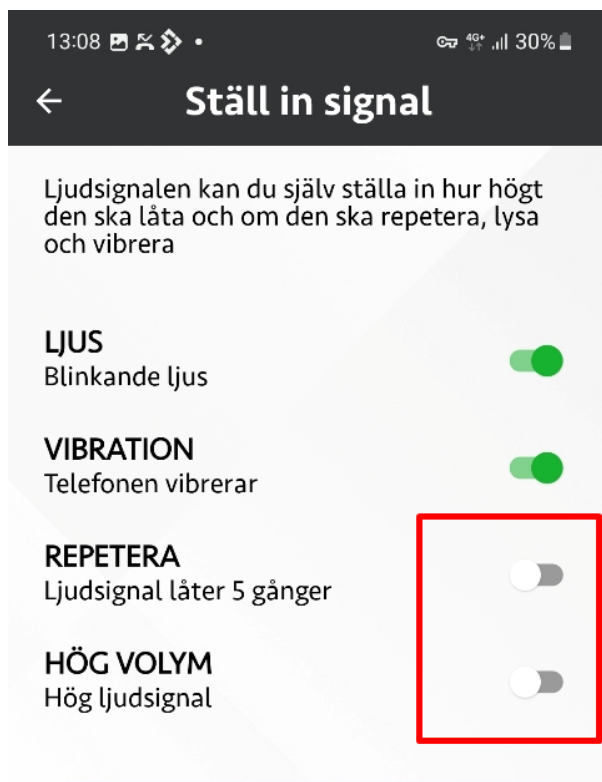 13:08
4G+ 30%
Ställ in signal
Ljudsignalen kan du själv ställa in hur högt
den ska låta och om den ska repetera, lysa
och vibrera
LJUS
Blinkande ljus
VIBRATION
Telefonen vibrerar
REPETERA
Ljudsignal låter 5 gånger
HÖG VOLYM
Hög ljudsignal